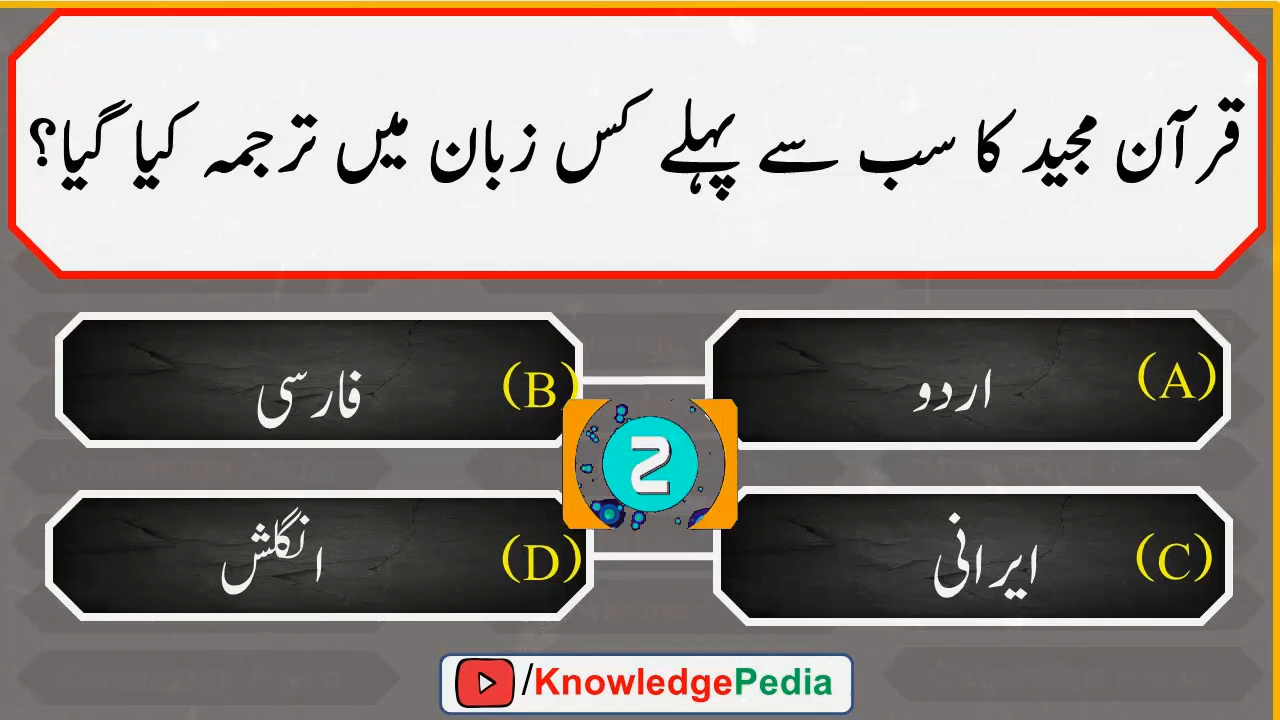 قرآن مجید کا سب سے پہلے کس زبان میں ترجمہ کیا گیا؟
(A) اردو
(B) فارسی
2
(C) ایرانی
(D) انگلش
/KnowledgePedia